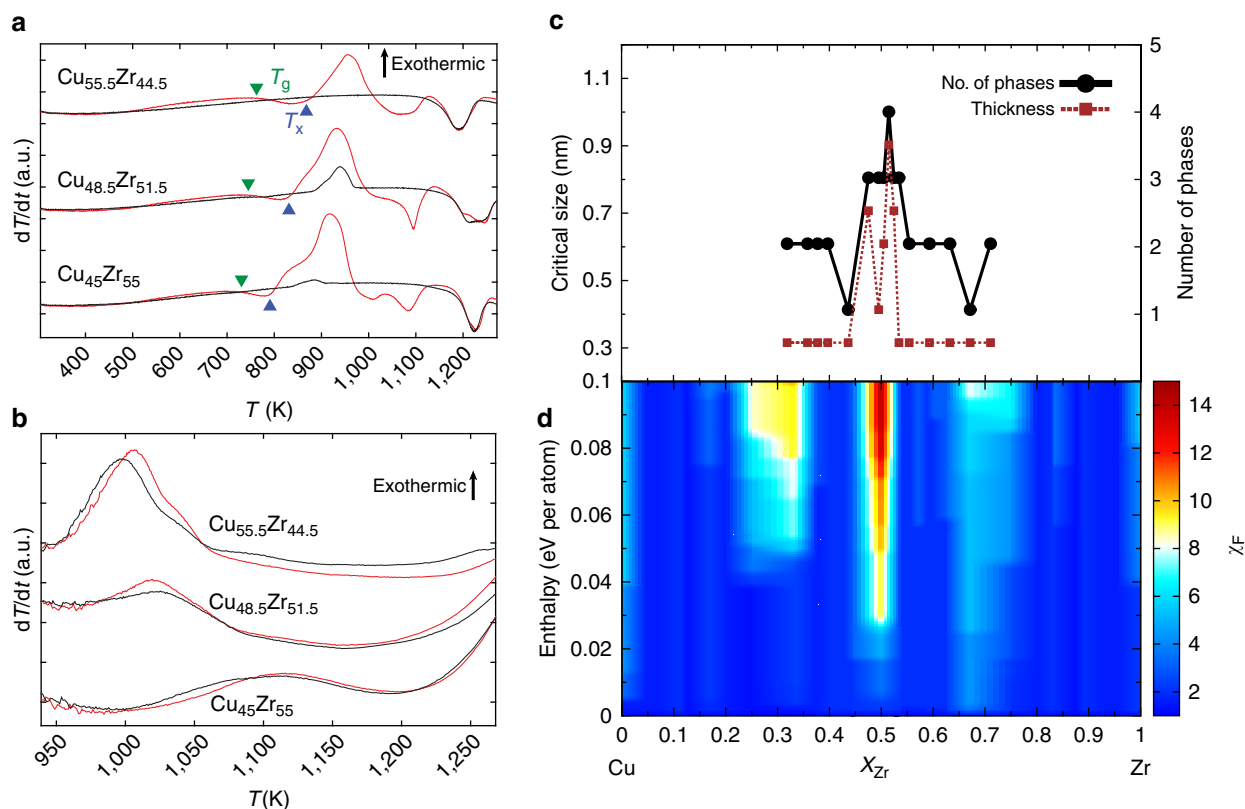 a
Exothermic
Cu55.5Zr44.5
Tg
Tx
Cu48.5Zr51.5
Cu45Zr55
dT/dt (a.u.)
400 500 600 700 800 900 1,000 1,100 1,200
T (K)
b
Exothermic
Cu55.5Zr44.5
Cu48.5Zr51.5
Cu45Zr55
dT/dt (a.u.)
950 1,000 1,050 1,100 1,150 1,200 1,250
T(K)
c
No. of phases
Thickness
Critical size (nm)
1.1
0.9
0.7
0.5
0.3
Number of phases
5
4
3
2
1
d
Enthalpy (eV per atom)
0.1
0.08
0.06
0.04
0.02
0
0 0.1 0.2 0.3 0.4 0.5 0.6 0.7 0.8 0.9 1
Cu XZr Zr
14
12
10
8
6
4
2
χE